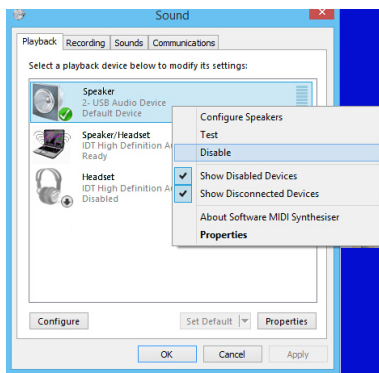 Sound
Playback Recording Sounds Communications
Select a playback device below to modify its settings:
Speaker
2- USB Audio Device
Default Device
Speaker/Headset
IDT High Definition Au
Ready
Headset
IDT High Definition Au
Disabled
Configure Speakers
Test
Disable
Show Disabled Devices
Show Disconnected Devices
About Software MIDI Synthesiser
Properties
Configure Set Default Properties
OK Cancel Apply